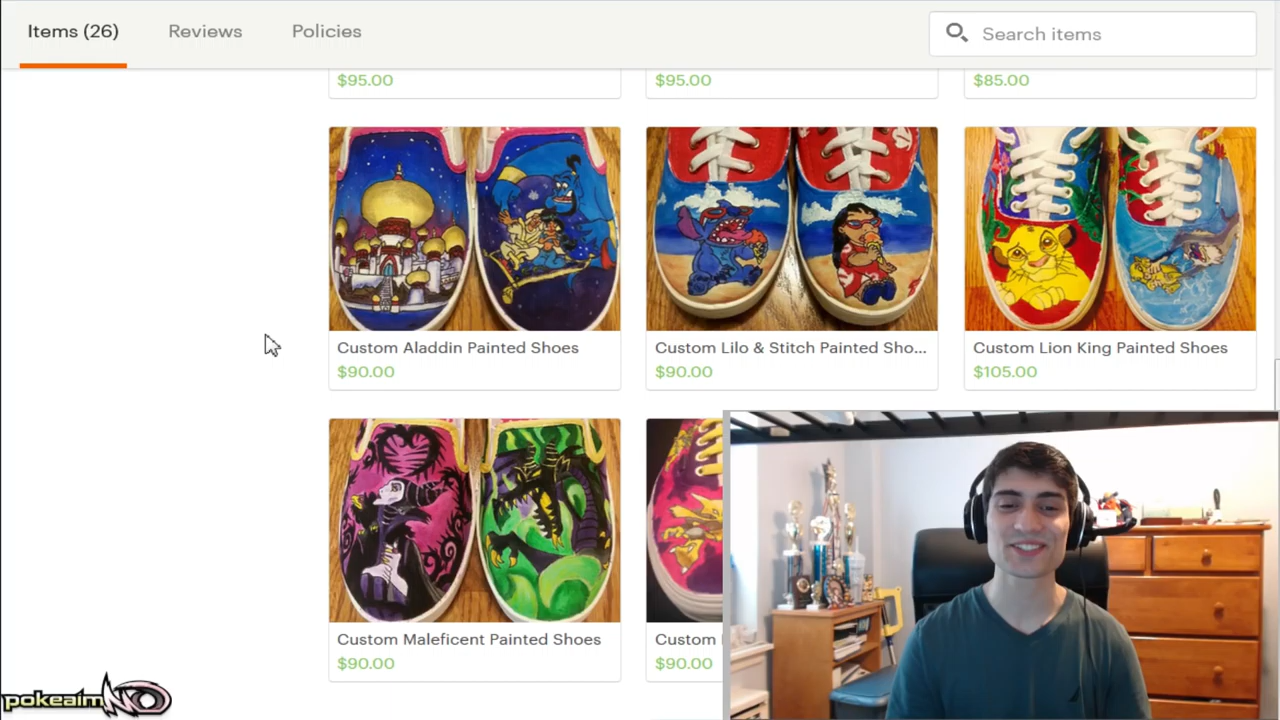 Items (26)
Reviews
Policies
Search items
$95.00
$95.00
$85.00
Custom Aladdin Painted Shoes
$90.00
Custom Lilo & Stitch Painted Sho...
$90.00
Custom Lion King Painted Shoes
$105.00
Custom Maleficent Painted Shoes
$90.00
Custom
$90.00
pokeaimNO